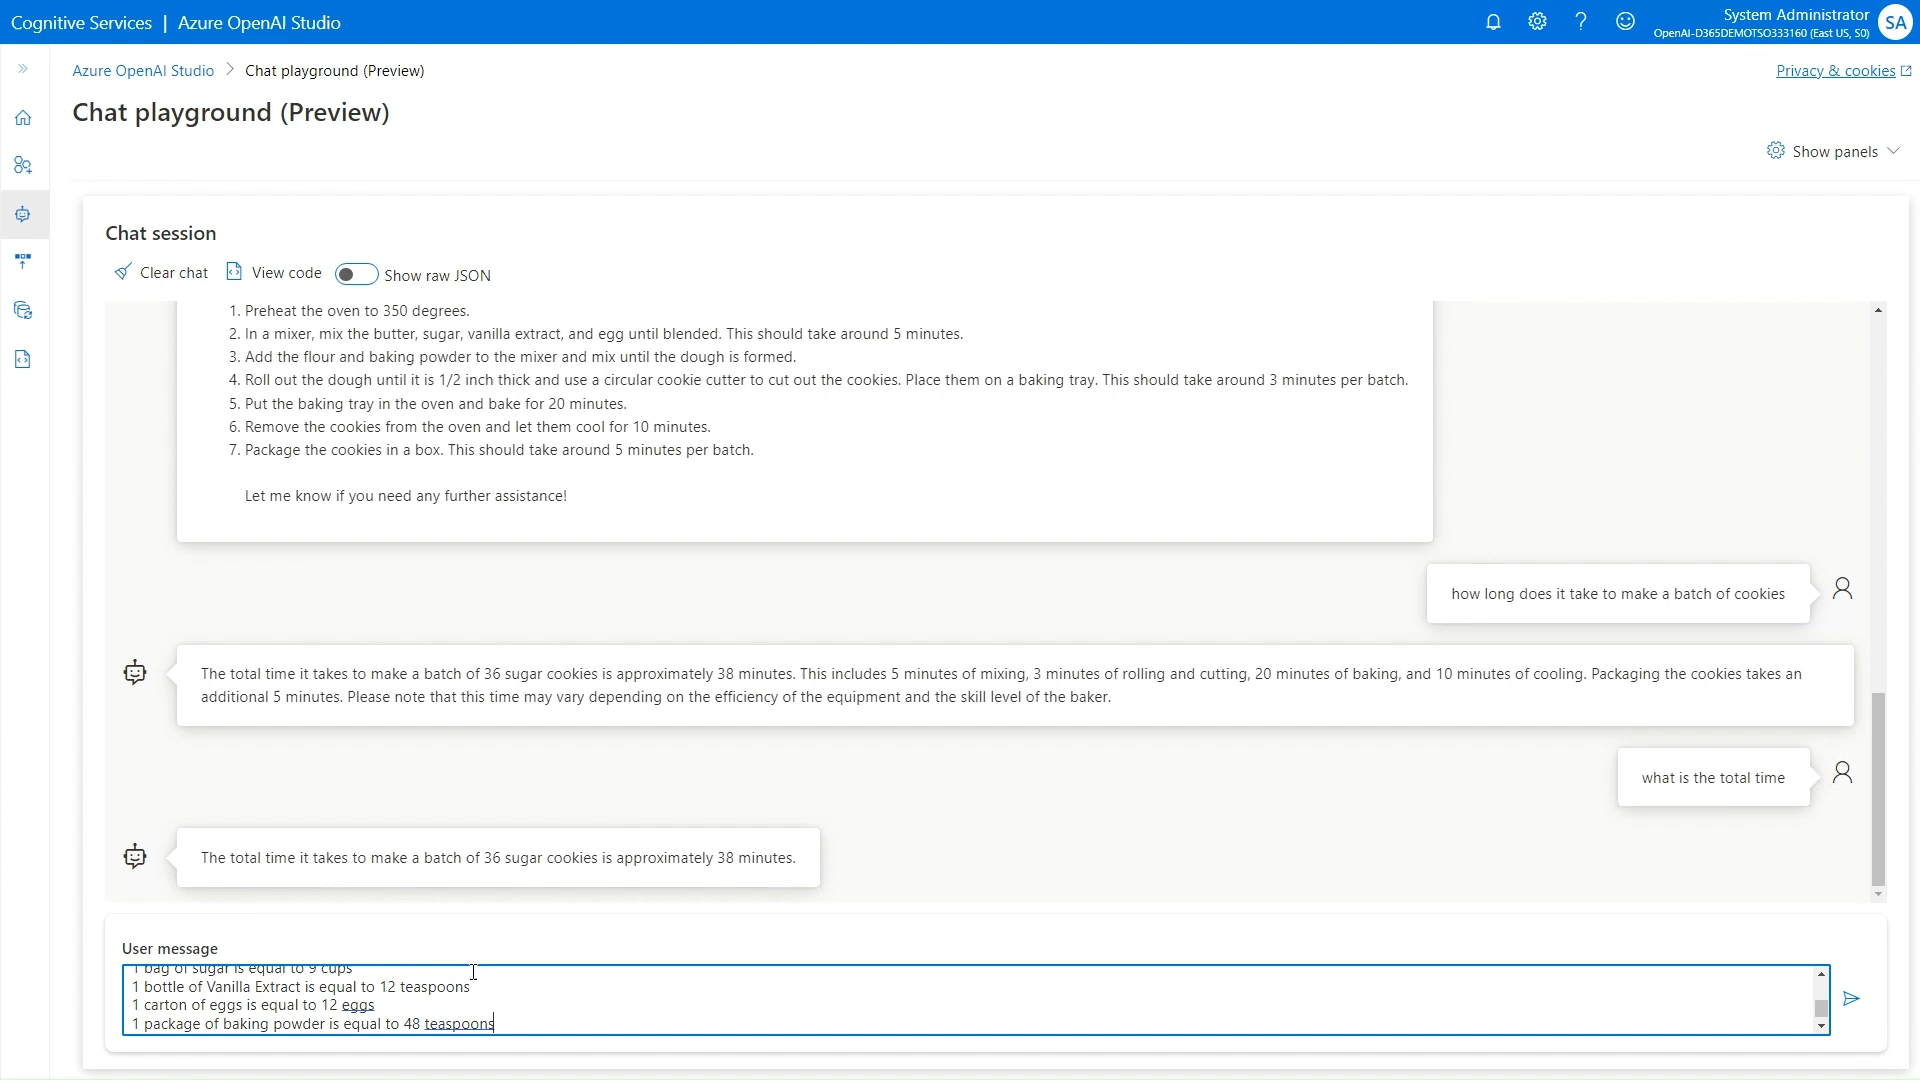 Cognitive Services | Azure OpenAI Studio
System Administrator
OpenAI-D365DEMOTSO333160 (East US, S0)
SA
Azure OpenAI Studio > Chat playground (Preview)
Privacy & cookies
Chat playground (Preview)
Show panels
Chat session
Clear chat
View code
Show raw JSON
1. Preheat the oven to 350 degrees.
2. In a mixer, mix the butter, sugar, vanilla extract, and egg until blended. This should take around 5 minutes.
3. Add the flour and baking powder to the mixer and mix until the dough is formed.
4. Roll out the dough until it is 1/2 inch thick and use a circular cookie cutter to cut out the cookies. Place them on a baking tray. This should take around 3 minutes per batch.
5. Put the baking tray in the oven and bake for 20 minutes.
6. Remove the cookies from the oven and let them cool for 10 minutes.
7. Package the cookies in a box. This should take around 5 minutes per batch.
Let me know if you need any further assistance!
how long does it take to make a batch of cookies
The total time it takes to make a batch of 36 sugar cookies is approximately 38 minutes. This includes 5 minutes of mixing, 3 minutes of rolling and cutting, 20 minutes of baking, and 10 minutes of cooling. Packaging the cookies takes an
additional 5 minutes. Please note that this time may vary depending on the efficiency of the equipment and the skill level of the baker.
what is the total time
The total time it takes to make a batch of 36 sugar cookies is approximately 38 minutes.
User message
1 bag of sugar is equal to 9 cups
1 bottle of Vanilla Extract is equal to 12 teaspoons
1 carton of eggs is equal to 12 eggs
1 package of baking powder is equal to 48 teaspoons